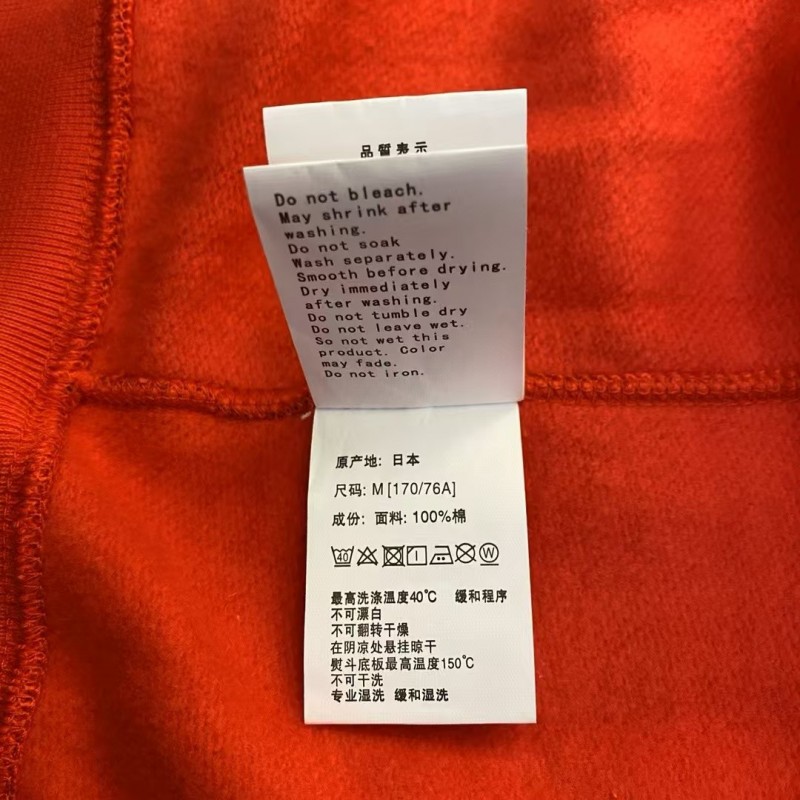 品質表示
Do not bleach.
May shrink after
washing.
Do not soak
Wash separately.
Smooth before drying.
Dry immediately
after washing.
Do not tumble dry
Do not leave wet.
So not wet this
product. Color
may fade.
Do not iron.
原产地: 日本
尺码: M [170/76A]
成份: 面料: 100%棉
40 W
最高洗涤温度40℃ 缓和程序
不可漂白
不可翻转干燥
在阴凉处悬挂晾干
熨斗底板最高温度150℃
不可干洗
专业湿洗 缓和湿洗